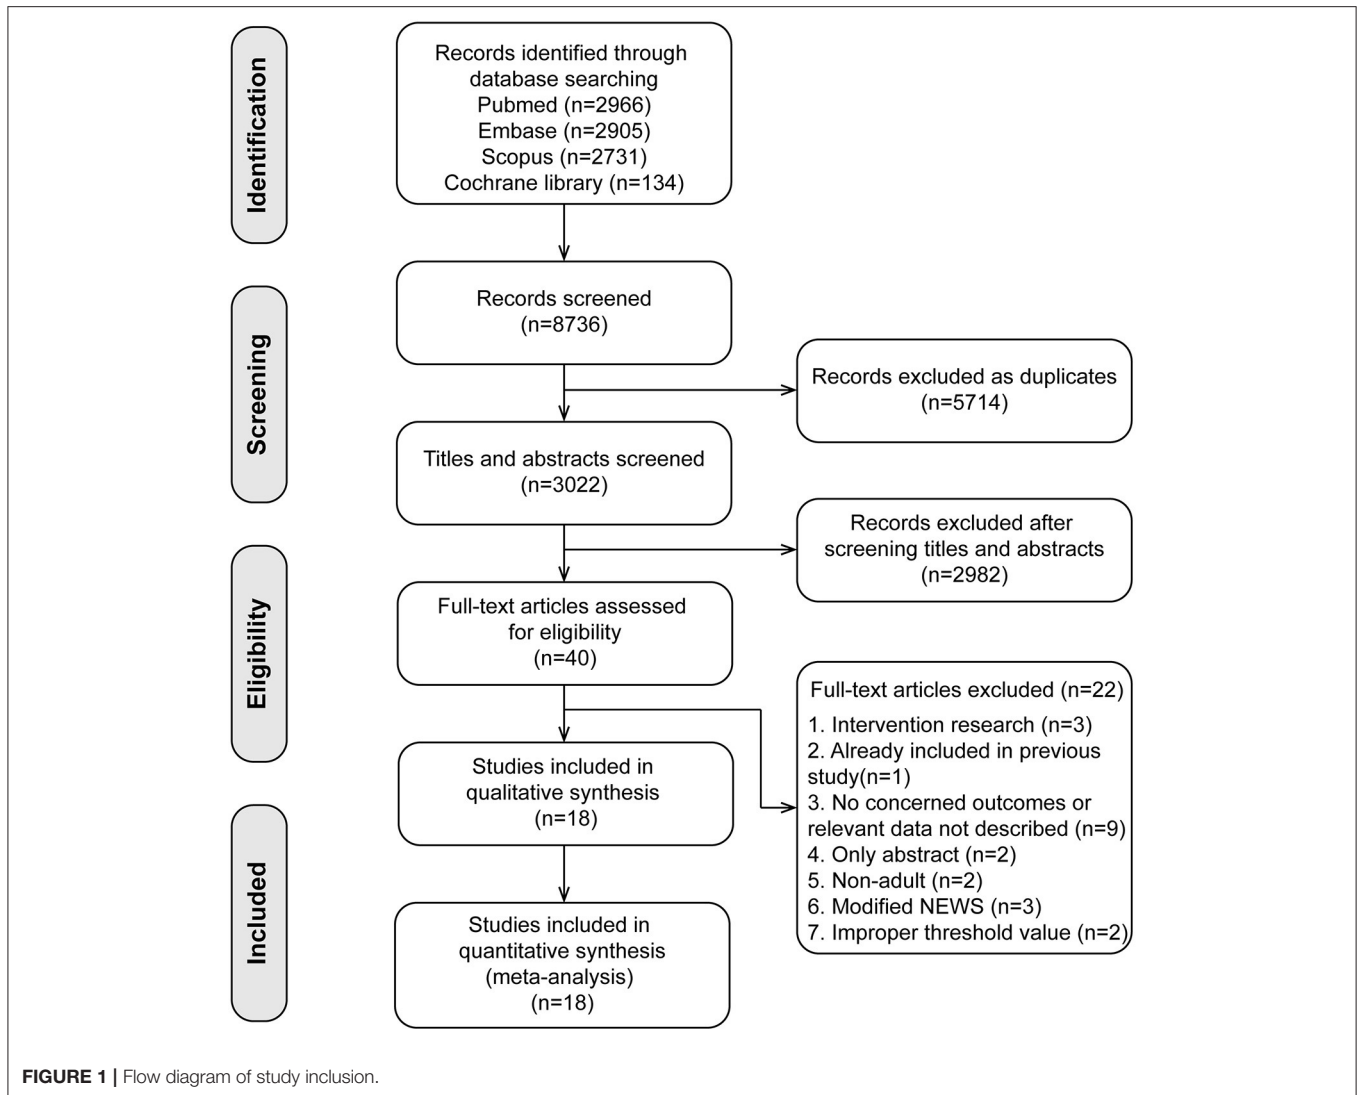 Identification
Records identified through
database searching
Pubmed (n=2966)
Embase (n=2905)
Scopus (n=2731)
Cochrane library (n=134)
Screening
Records screened
(n=8736)
Records excluded as duplicates
(n=5714)
Titles and abstracts screened
(n=3022)
Records excluded after
screening titles and abstracts
(n=2982)
Eligibility
Full-text articles assessed
for eligibility
(n=40)
Full-text articles excluded (n=22)
1. Intervention research (n=3)
2. Already included in previous
study(n=1)
3. No concerned outcomes or
relevant data not described (n=9)
4. Only abstract (n=2)
5. Non-adult (n=2)
6. Modified NEWS (n=3)
7. Improper threshold value (n=2)
Studies included in
qualitative synthesis
(n=18)
Included
Studies included in
quantitative synthesis
(meta-analysis)
(n=18)
FIGURE 1 | Flow diagram of study inclusion.